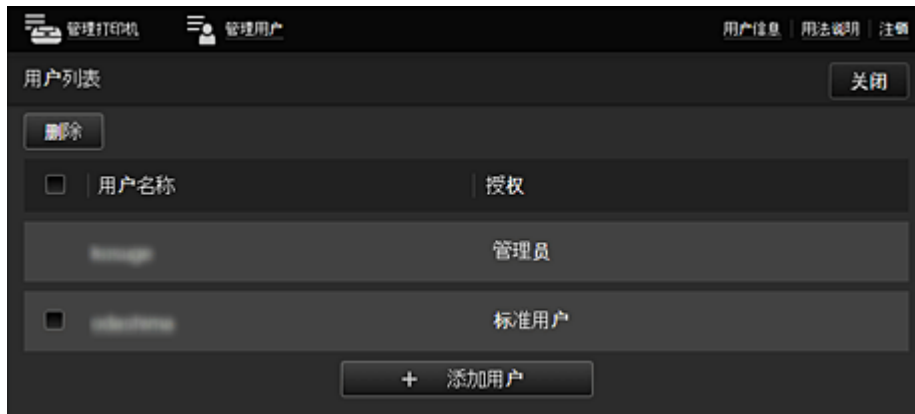 管理打印机 管理用户 用户信息 用法说明 注销
用户列表 关闭
删除
用户名称 授权
管理员
标准用户
+ 添加用户